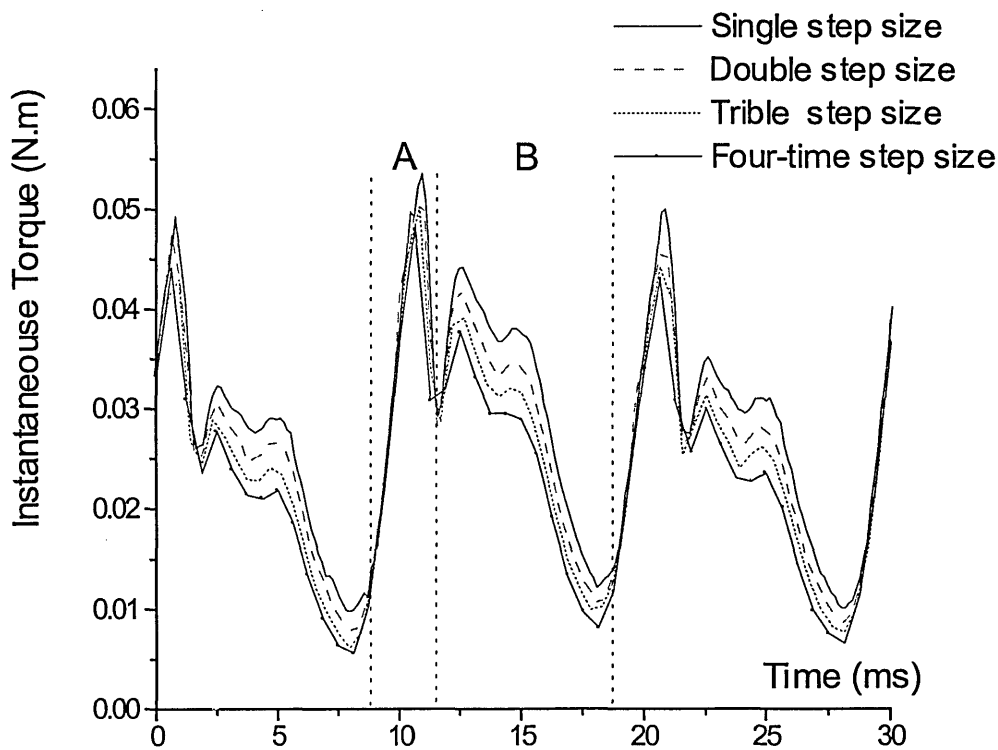 Single step size
Double step size
Trible step size
Four-time step size
Instantaneouse Torque (N.m)
0.06
0.05
0.04
0.03
0.02
0.01
0.00
A
B
Time (ms)
0
5
10
15
20
25
30